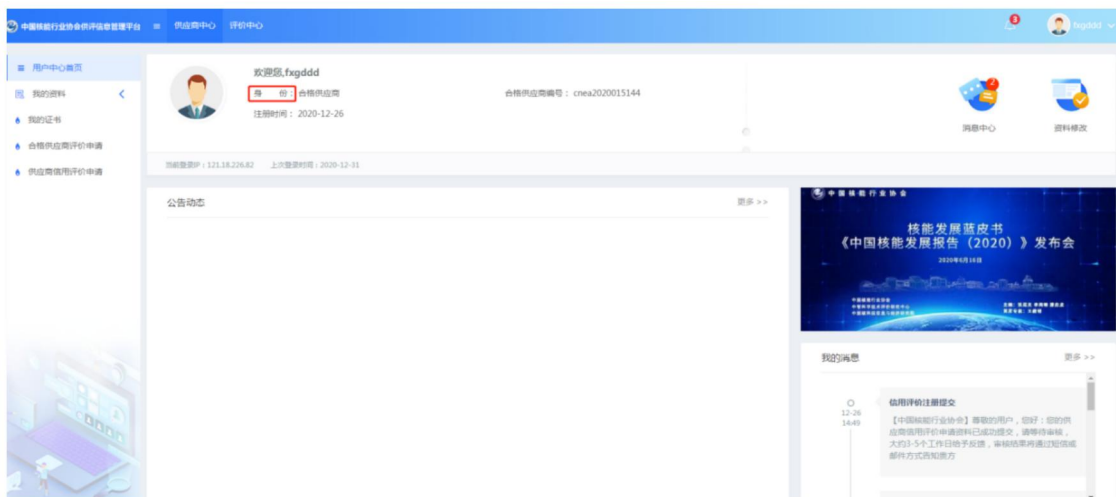 中国核能行业协会供评信息管理平台
供应商中心 评价中心
3
fxgddd
用户中心首页
我的资料
我的证书
合格供应商评价申请
供应商信用评价申请
欢迎您,fxgddd
身 份：合格供应商
合格供应商编号：cnea2020015144
注册时间：2020-12-26
消息中心
资料修改
当前登录IP：121.18.226.82 上次登录时间：2020-12-31
公告动态
更多 >>
中国核能行业协会
核能发展蓝皮书
《中国核能发展报告（2020）》发布会
2020年6月16日
我的消息
更多 >>
12-26
14:49
信用评价注册提交
【中国核能行业协会】尊敬的用户，您好：您的供
应商信用评价申请资料已成功提交，请等待审核，
大约3-5个工作日给予反馈，审核结果将通过短信或
邮件方式告知贵方